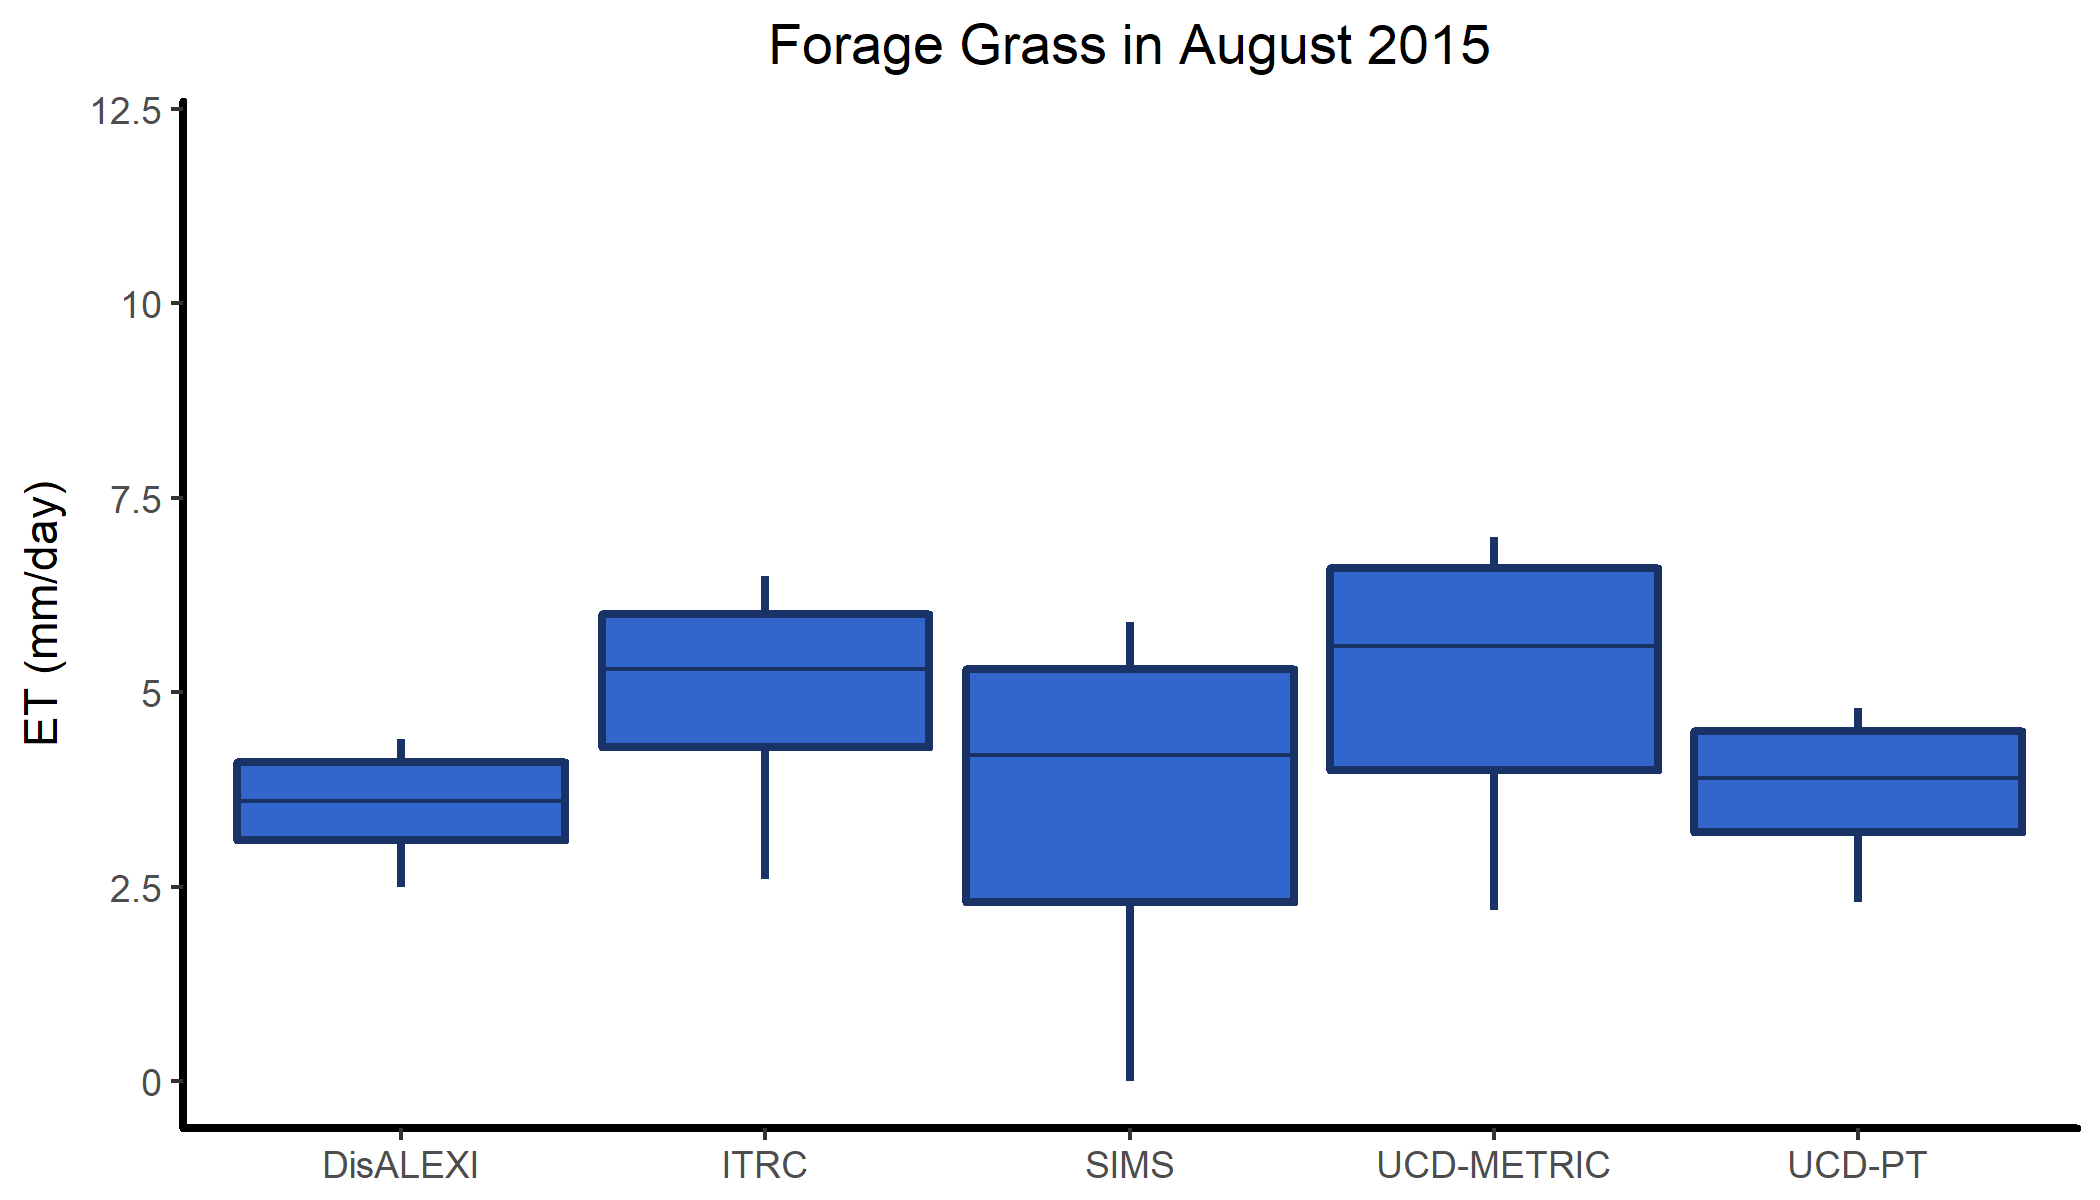 Forage Grass in August 2015
ET (mm/day)
12.5
10
7.5
5
2.5
0
DisALEXI
ITRC
SIMS
UCD-METRIC
UCD-PT